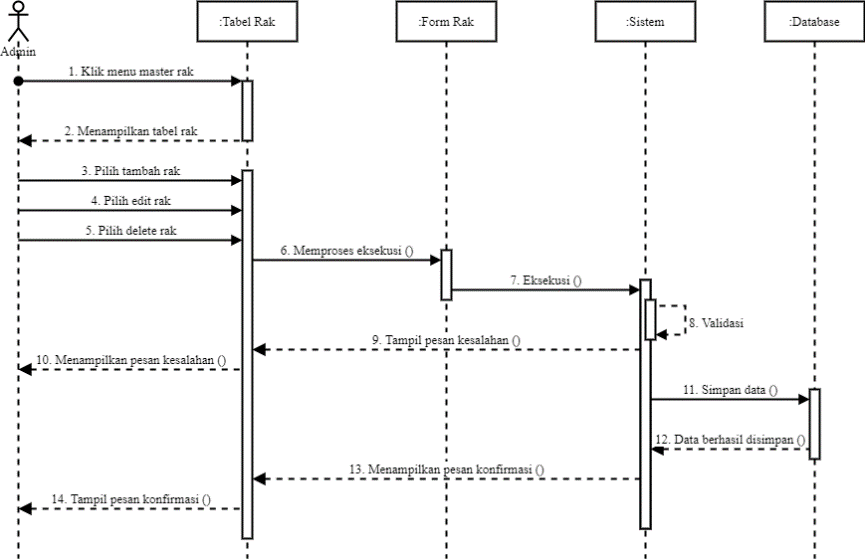 Admin
:Tabel Rak
:Form Rak
:Sistem
:Database
1. Klik menu master rak
2. Menampilkan tabel rak
3. Pilih tambah rak
4. Pilih edit rak
5. Pilih delete rak
6. Memproses eksekusi ()
7. Eksekusi ()
8. Validasi
9. Tampil pesan kesalahan ()
10. Menampilkan pesan kesalahan ()
11. Simpan data ()
12. Data berhasil disimpan ()
13. Menampilkan pesan konfirmasi ()
14. Tampil pesan konfirmasi ()